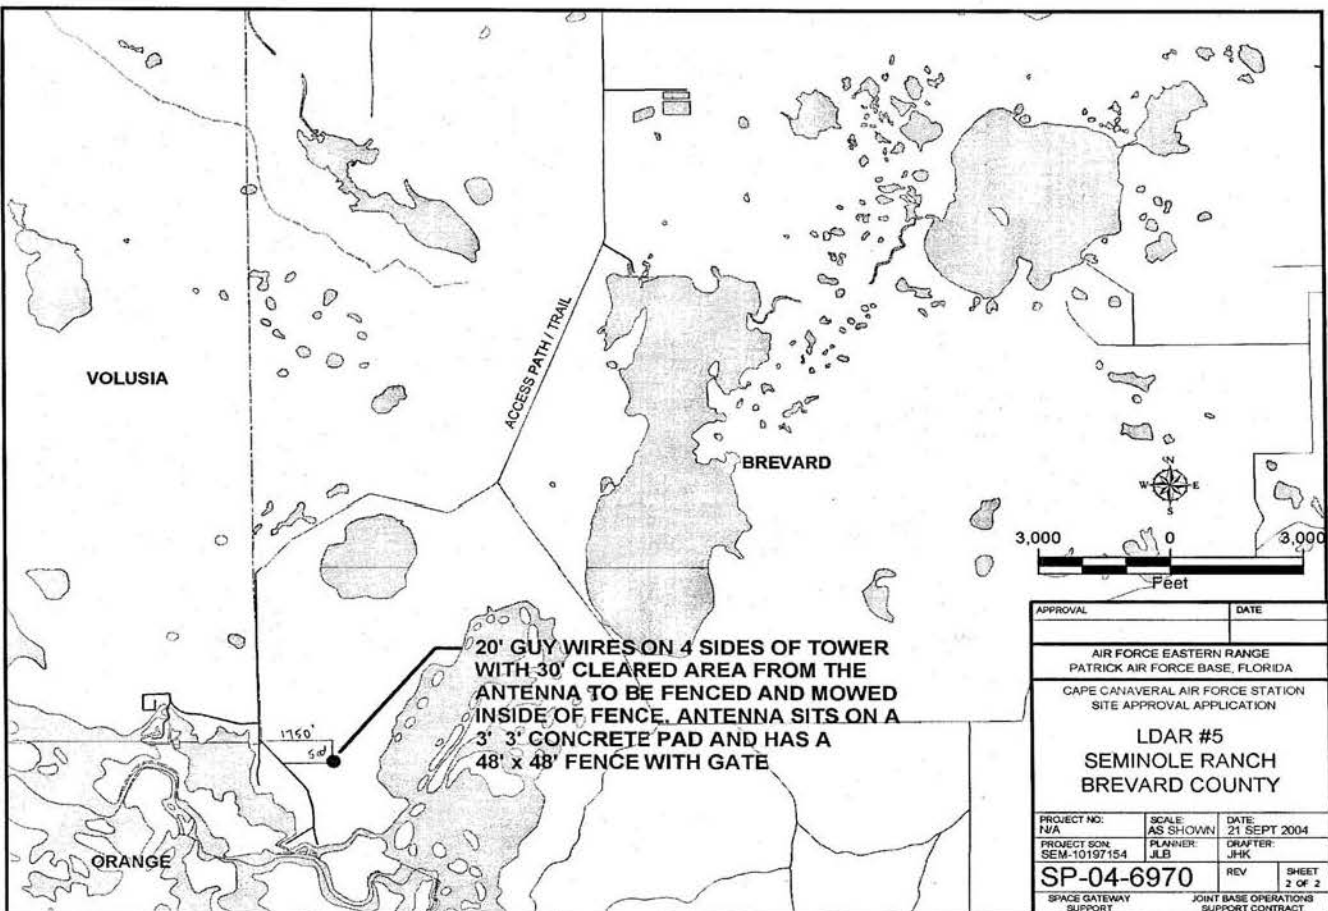 VOLUSIA
ACCESS PATH / TRAIL
BREVARD
N
W E
S
3,000 0 3,000
Feet
20' GUY WIRES ON 4 SIDES OF TOWER
WITH 30' CLEARED AREA FROM THE
ANTENNA TO BE FENCED AND MOWED
INSIDE OF FENCE. ANTENNA SITS ON A
3' 3' CONCRETE PAD AND HAS A
48' x 48' FENCE WITH GATE
1750'
50'
ORANGE
APPROVAL DATE
AIR FORCE EASTERN RANGE
PATRICK AIR FORCE BASE, FLORIDA
CAPE CANAVERAL AIR FORCE STATION
SITE APPROVAL APPLICATION
LDAR #5
SEMINOLE RANCH
BREVARD COUNTY
PROJECT NO: SCALE: DATE:
N/A AS SHOWN 21 SEPT 2004
PROJECT SON: PLANNER: DRAFTER:
SEM-10197154 JLB JHK
SP-04-6970 REV SHEET
2 OF 2
SPACE GATEWAY JOINT BASE OPERATIONS
SUPPORT SUPPORT CONTRACT